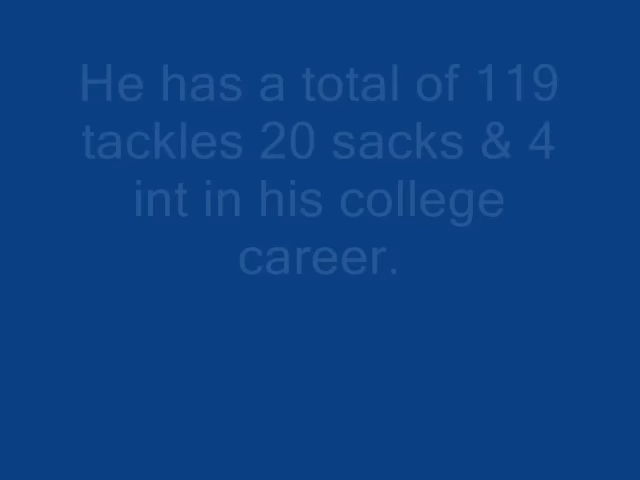 He has a total of 119
tackles 20 sacks & 4
int in his college
career.